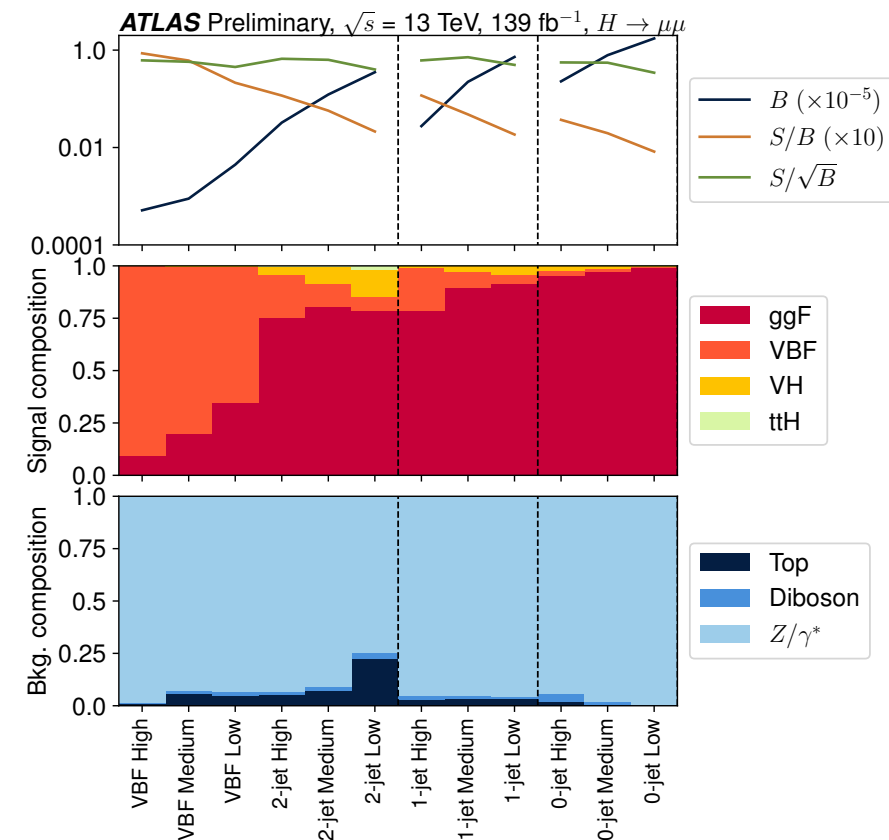 ATLAS Preliminary, √s = 13 TeV, 139 fb⁻¹, H → μμ
1.0
0.01
0.0001
B (×10⁻⁵)
S/B (×10)
S/√B
Signal composition
1.0
0.75
0.5
0.25
0.0
ggF
VBF
VH
ttH
Bkg. composition
1.0
0.75
0.5
0.25
0.0
Top
Diboson
Z/γ*
VBF High
VBF Medium
VBF Low
2-jet High
2-jet Medium
2-jet Low
1-jet High
1-jet Medium
1-jet Low
0-jet High
0-jet Medium
0-jet Low